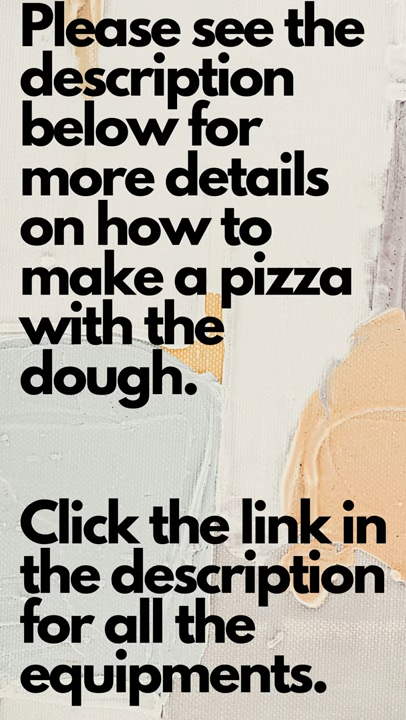 Please see the
description
below for
more details
on how to
make a pizza
with the
dough.
Click the link in
the description
for all the
equipments.